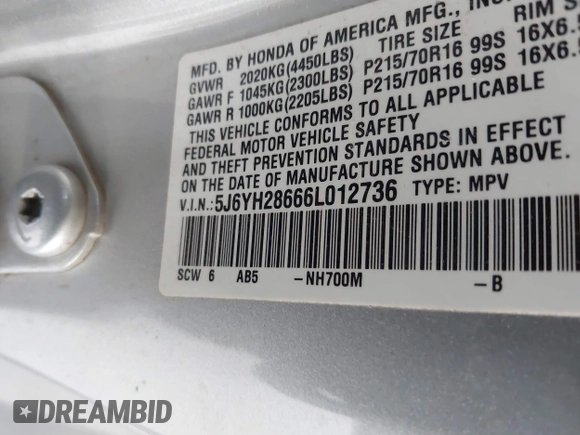 MFD. BY HONDA OF AMERICA MFG., INC.
GVWR 2020KG(4450LBS) TIRE SIZE RIM S
GAWR F 1045KG(2300LBS) P215/70R16 99S 16X6.
GAWR R 1000KG(2205LBS) P215/70R16 99S 16X6.
THIS VEHICLE CONFORMS TO ALL APPLICABLE
FEDERAL MOTOR VEHICLE SAFETY
AND THEFT PREVENTION STANDARDS IN EFFECT
ON THE DATE OF MANUFACTURE SHOWN ABOVE.
V.I.N.:5J6YH28666L012736 TYPE: MPV
SCW 6 AB5 -NH700M -B
DREAMBID